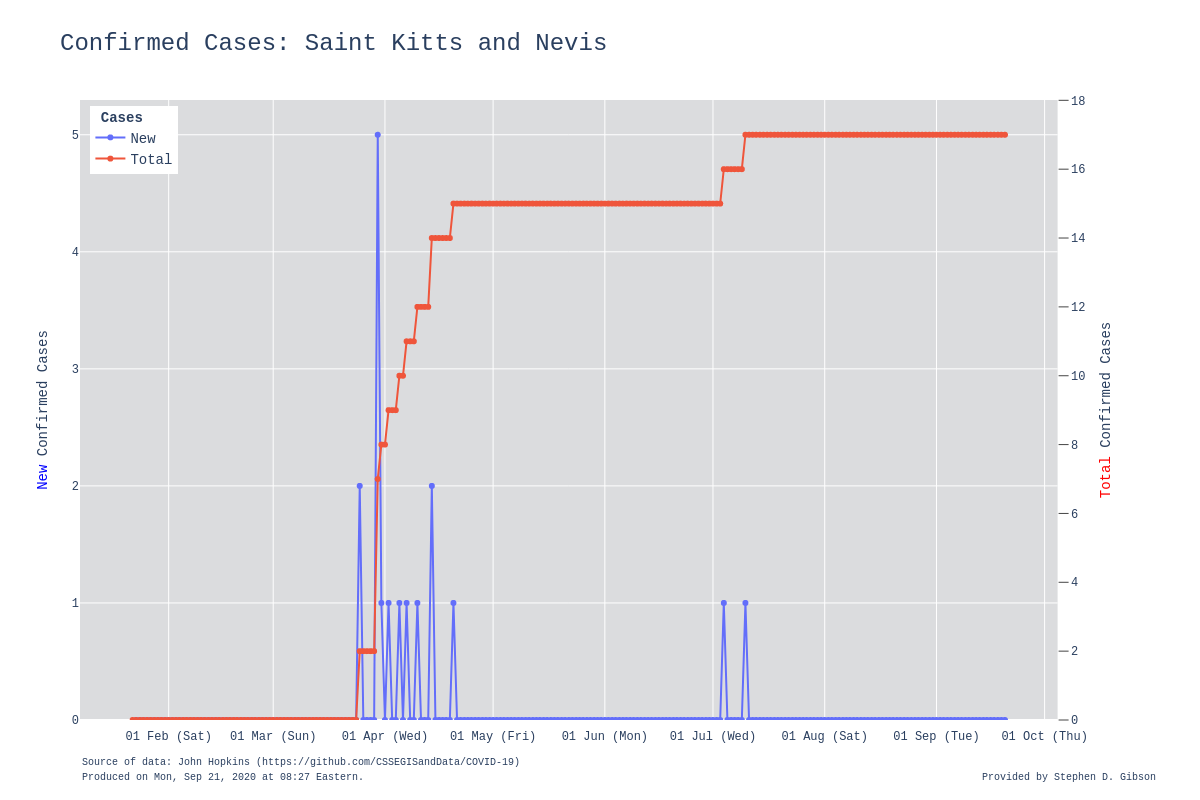 Confirmed Cases: Saint Kitts and Nevis
Cases
New
Total
5
4
3
2
1
0
New Confirmed Cases
18
16
14
12
10
8
6
4
2
0
Total Confirmed Cases
01 Feb (Sat) 01 Mar (Sun) 01 Apr (Wed) 01 May (Fri) 01 Jun (Mon) 01 Jul (Wed) 01 Aug (Sat) 01 Sep (Tue) 01 Oct (Thu)
Source of data: John Hopkins (https://github.com/CSSEGISandData/COVID-19)
Produced on Mon, Sep 21, 2020 at 08:27 Eastern.
Provided by Stephen D. Gibson